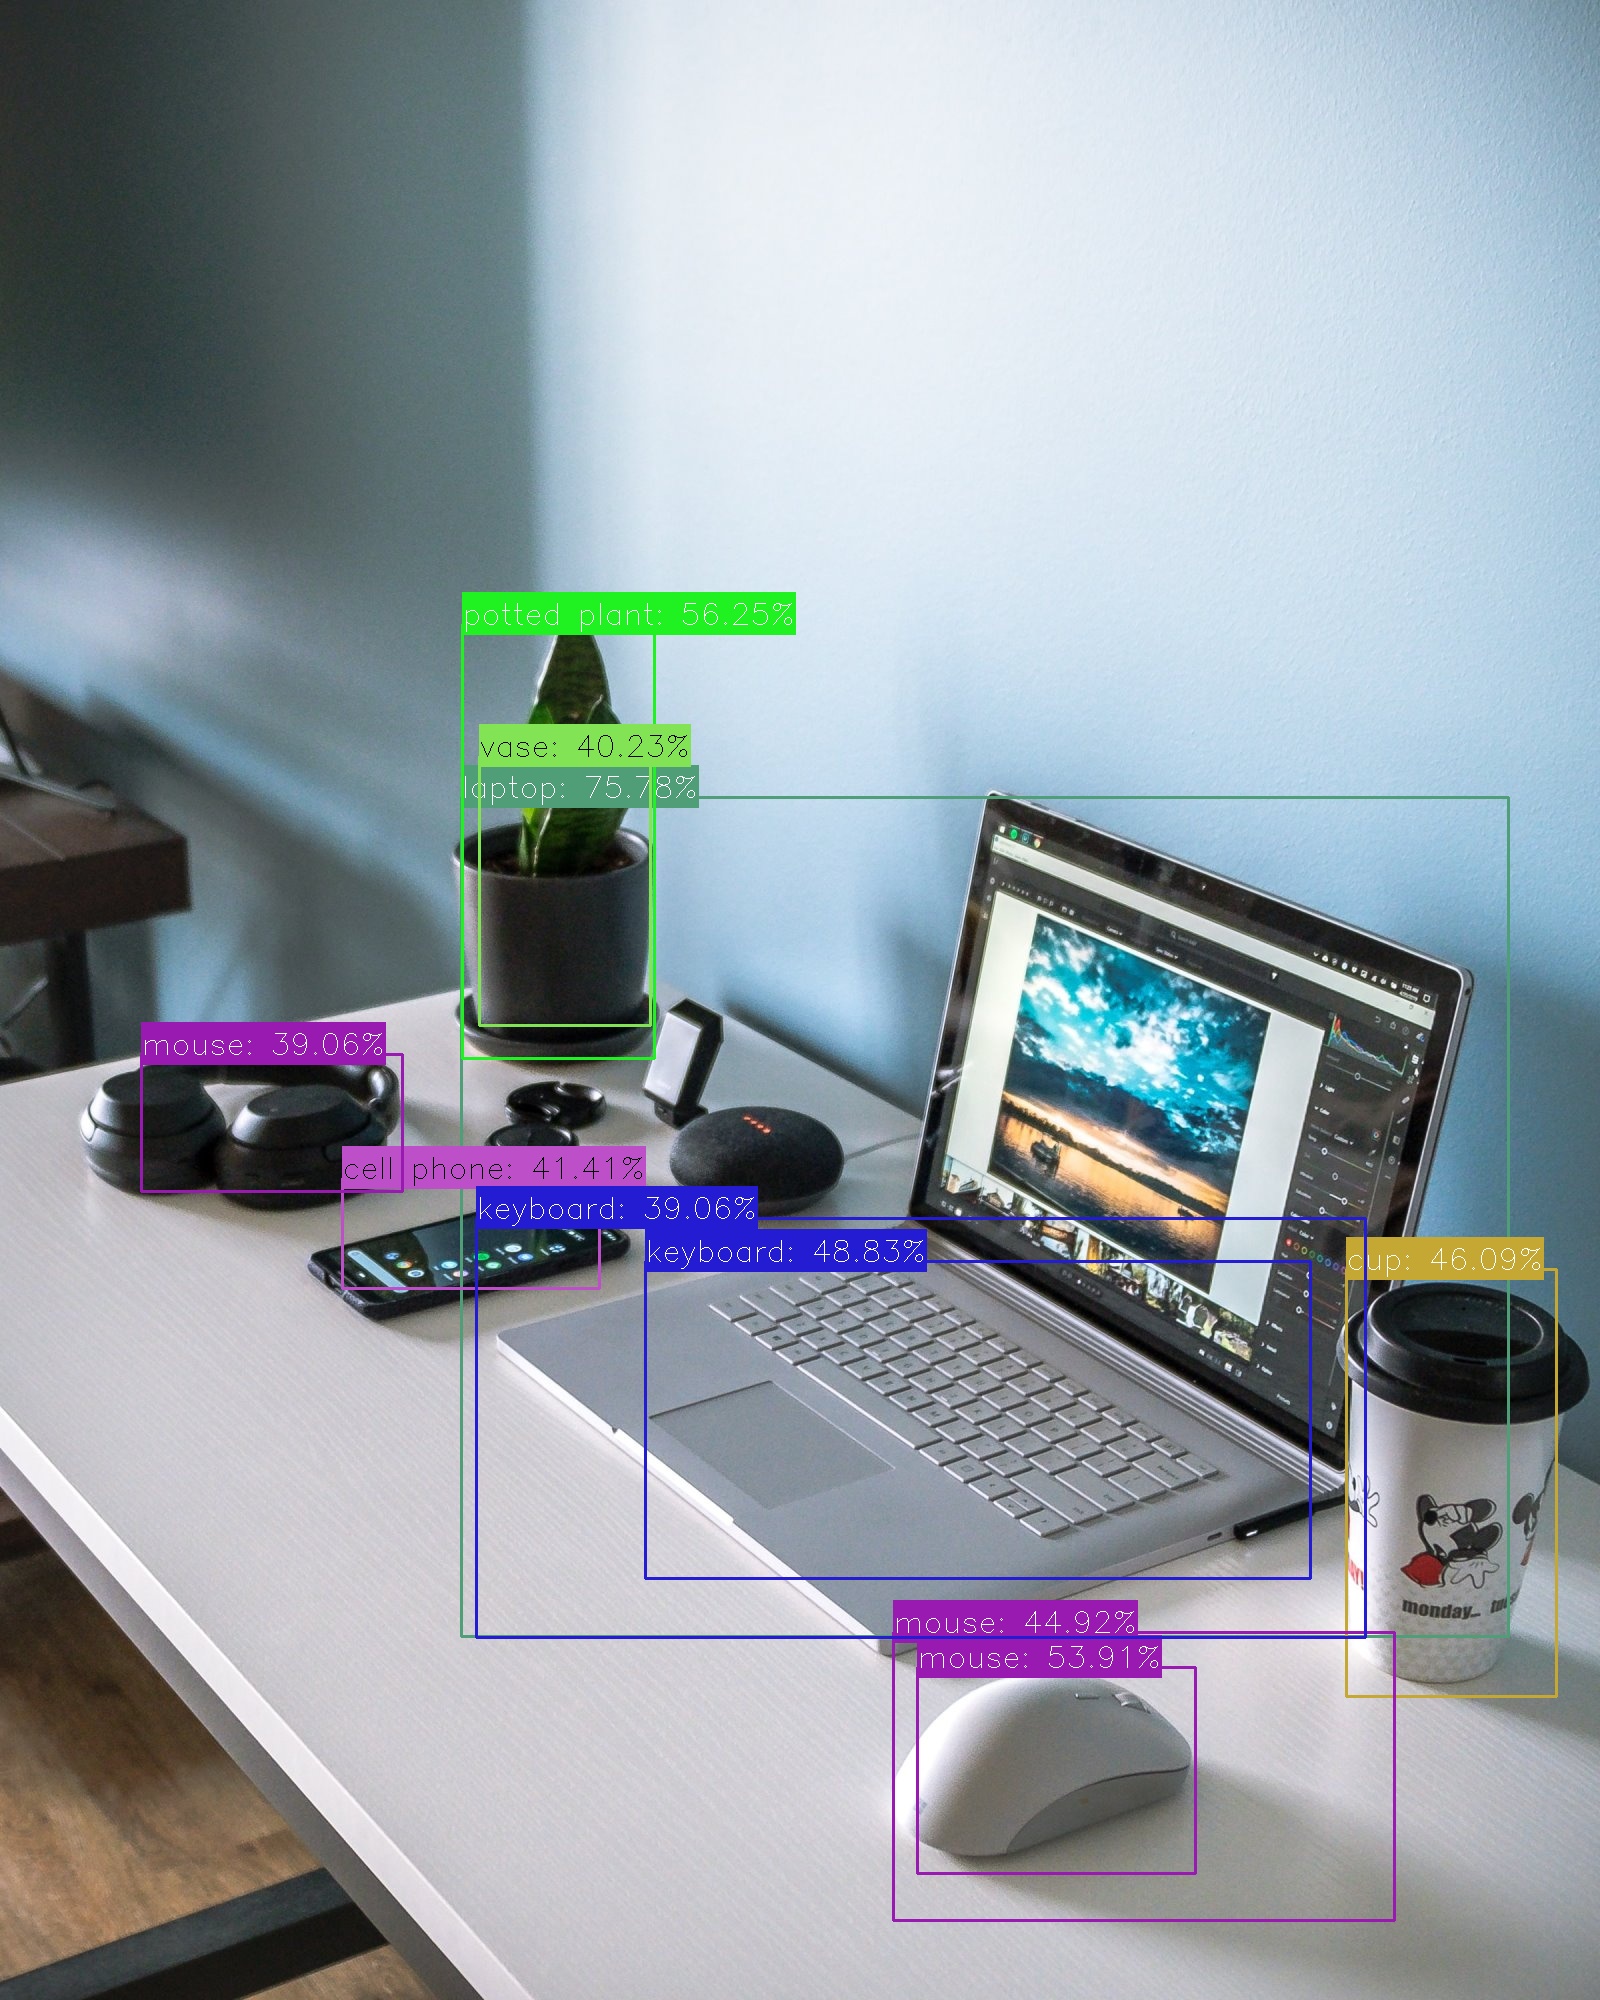 potted plant: 56.25%
vase: 40.23%
laptop: 75.78%
mouse: 39.06%
cell phone: 41.41%
keyboard: 39.06%
keyboard: 48.83%
cup: 46.09%
monday...
mouse: 44.92%
mouse: 53.91%